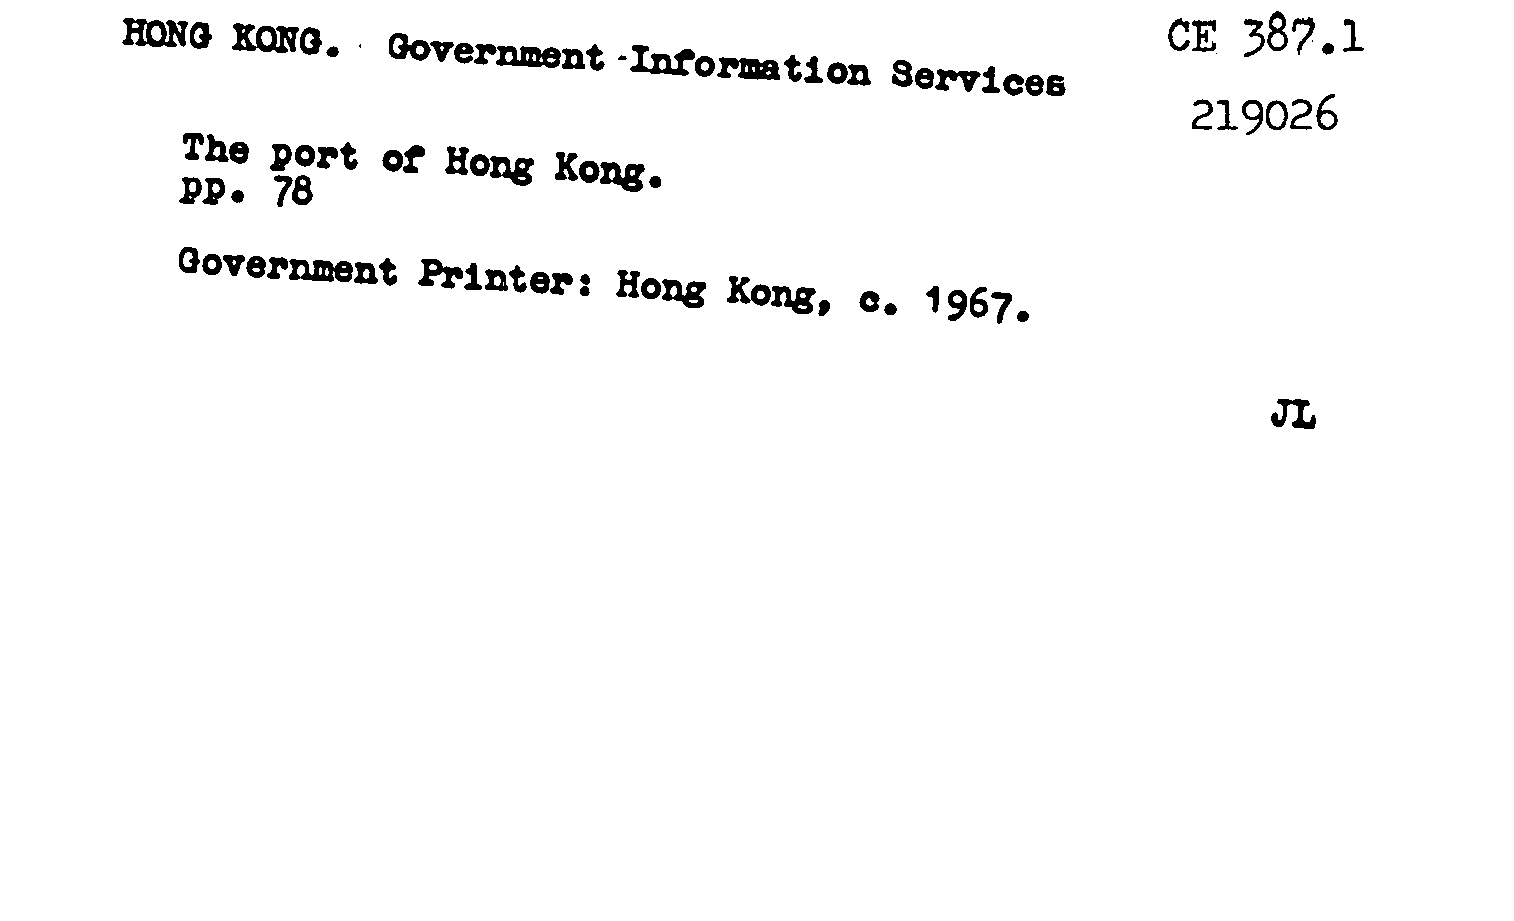 HONG KONG. Government Information Services
CE 387.1
219026
The port of Hong Kong.
pp. 78
Government Printer: Hong Kong, c. 1967.
JL